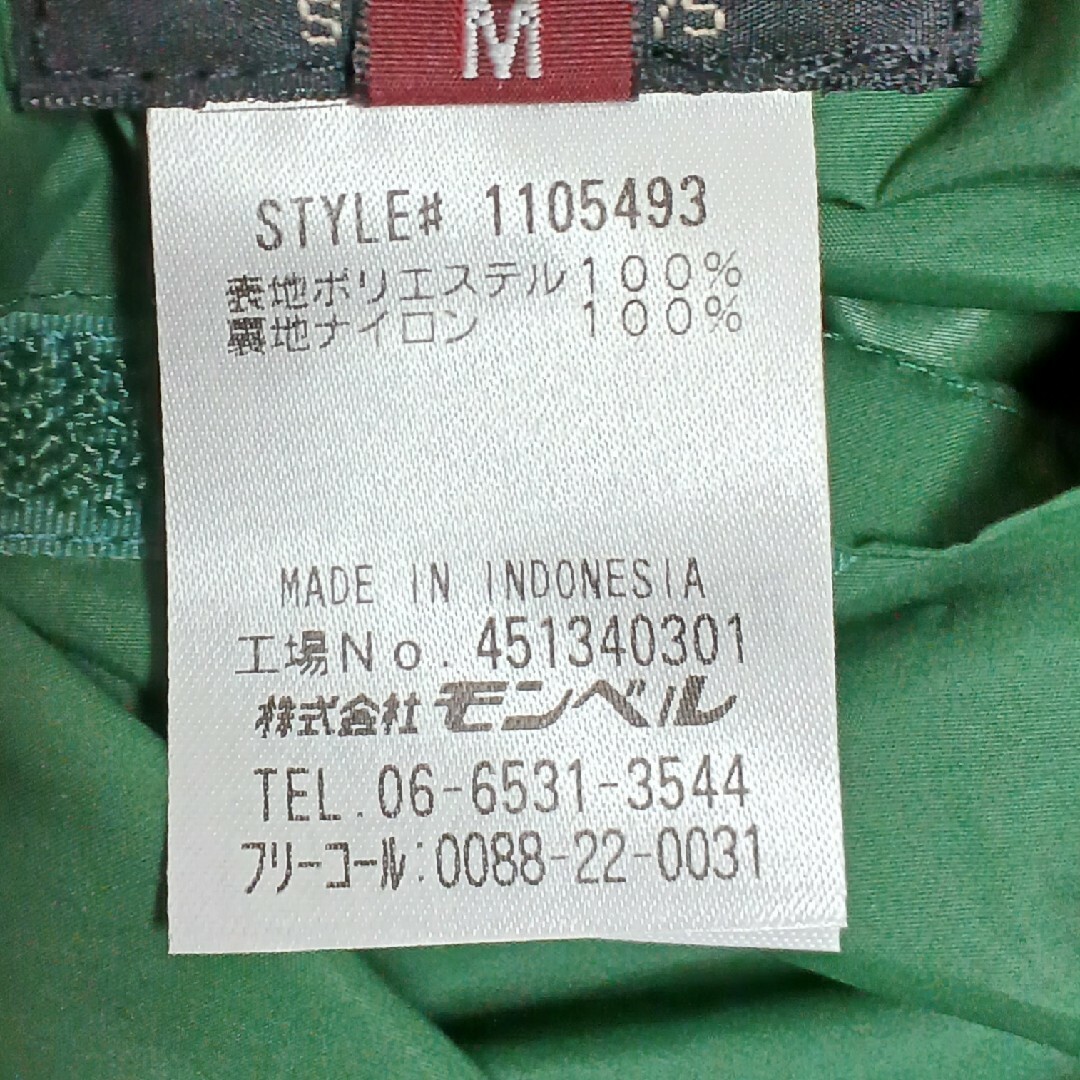 M 75
STYLE# 1105493
表地ポリエステル100%
裏地ナイロン 100%
MADE IN INDONESIA
工場No. 451340301
株式会社モンベル
TEL.06-6531-3544
フリーコール:0088-22-0031